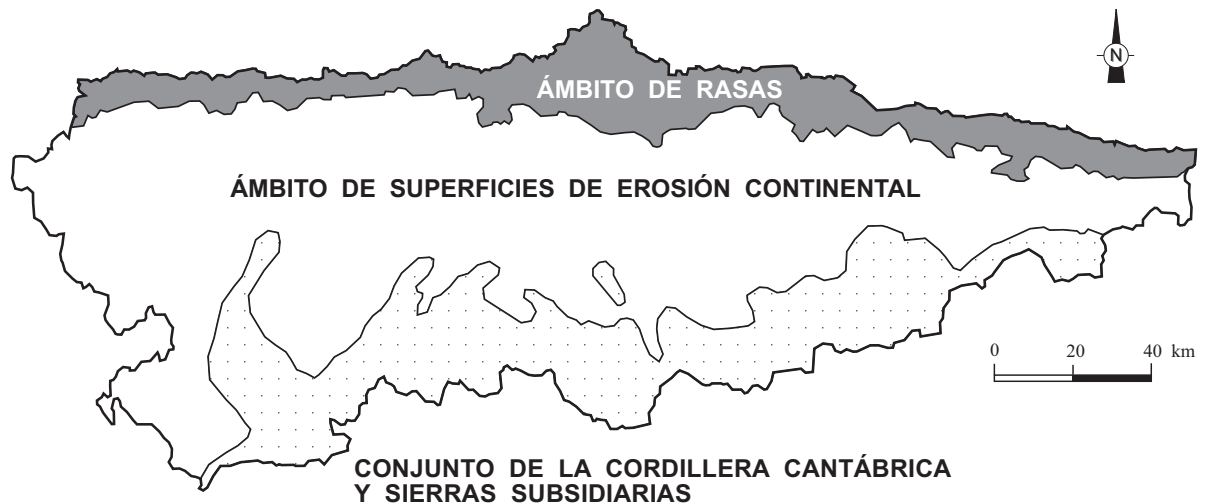 N
ÁMBITO DE RASAS
ÁMBITO DE SUPERFICIES DE EROSIÓN CONTINENTAL
0 20 40 km
CONJUNTO DE LA CORDILLERA CANTÁBRICA
Y SIERRAS SUBSIDIARIAS